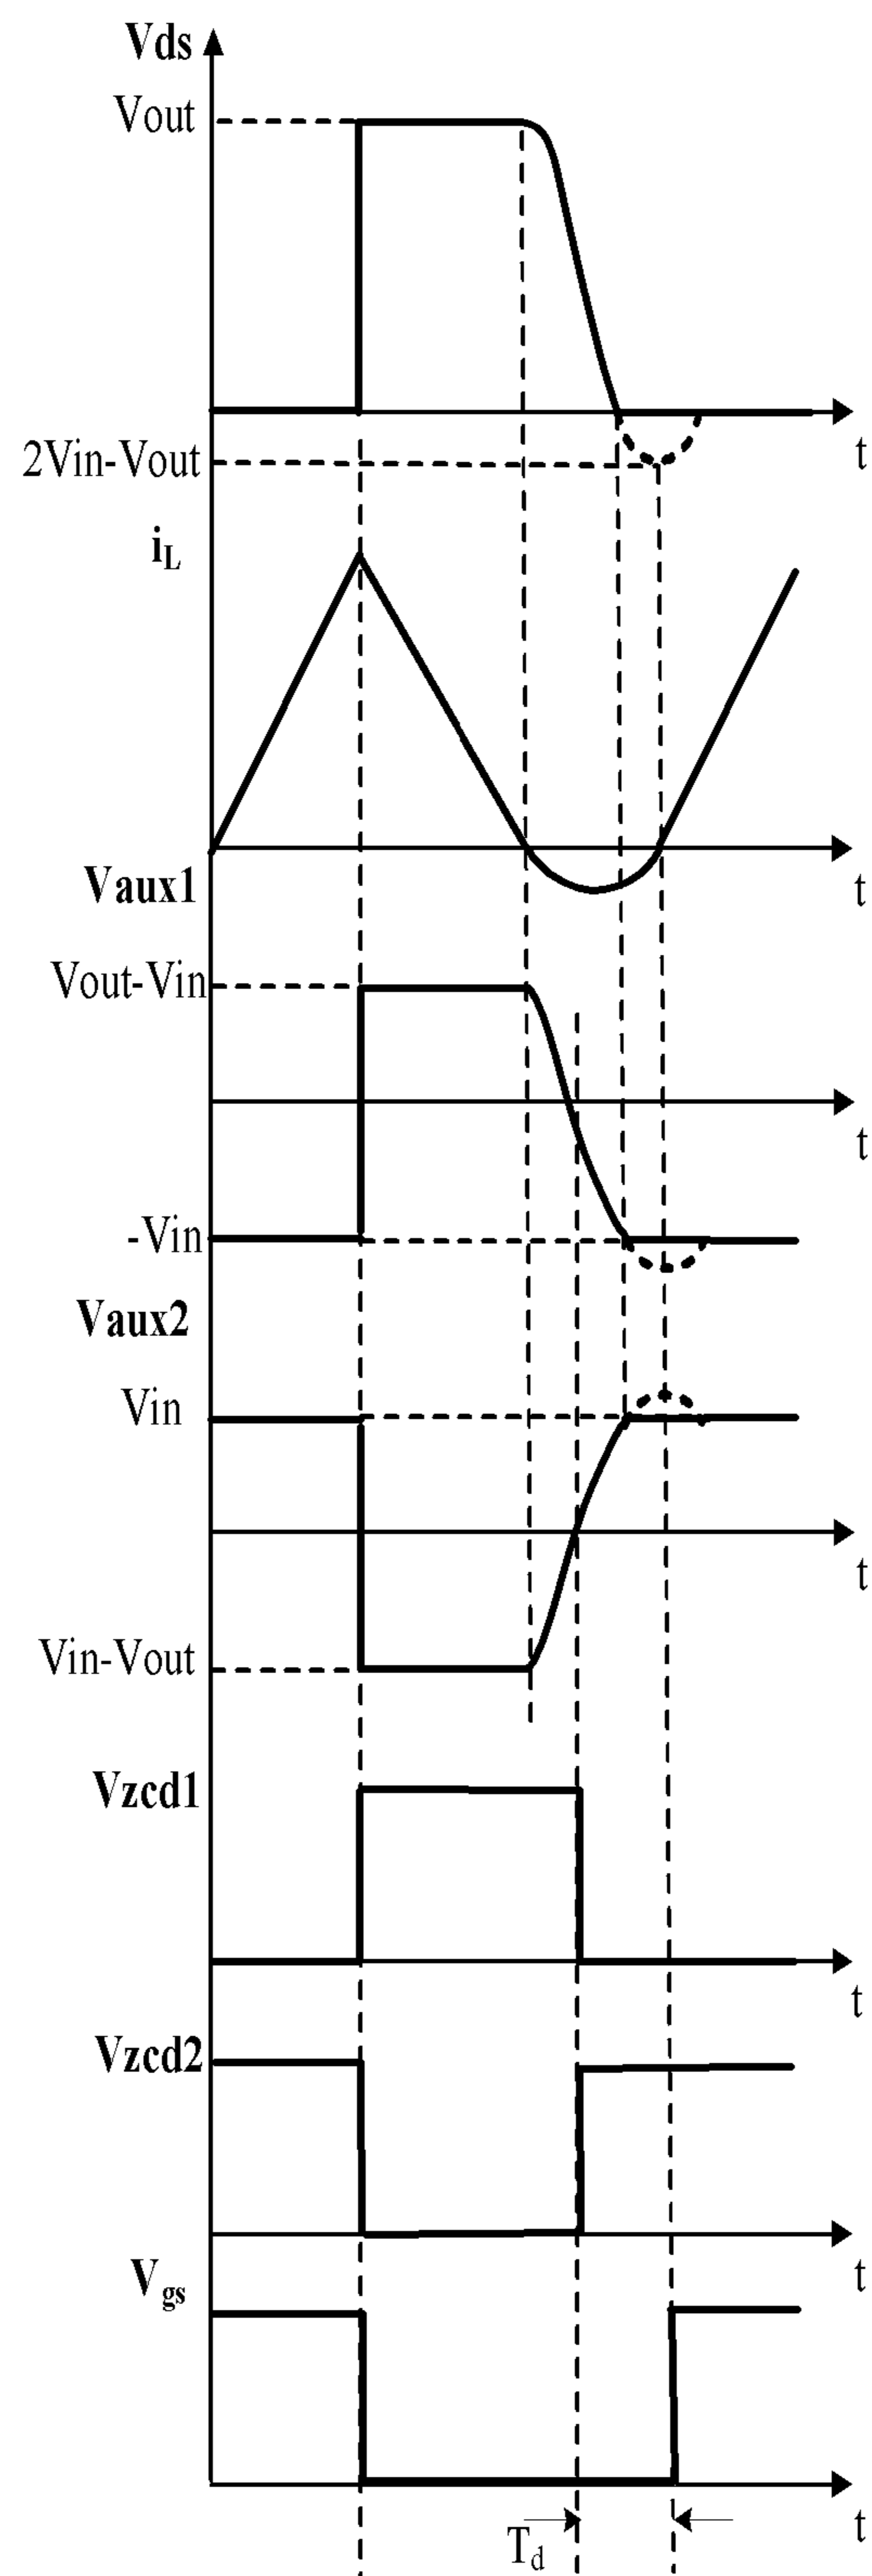 Vds
Vout
t
2Vin-Vout
iL
t
Vaux1
Vout-Vin
t
-Vin
Vaux2
Vin
t
Vin-Vout
Vzcd1
t
Vzcd2
t
Vgs
t
Td